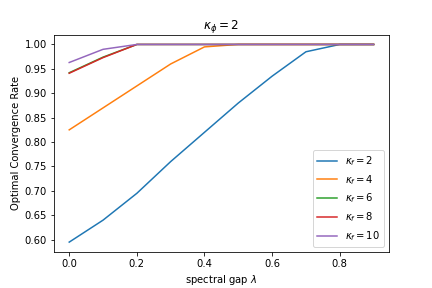 κ_ϕ = 2
Optimal Convergence Rate
1.00
0.95
0.90
0.85
0.80
0.75
0.70
0.65
0.60
κ_f = 2
κ_f = 4
κ_f = 6
κ_f = 8
κ_f = 10
0.0 0.2 0.4 0.6 0.8
spectral gap λ